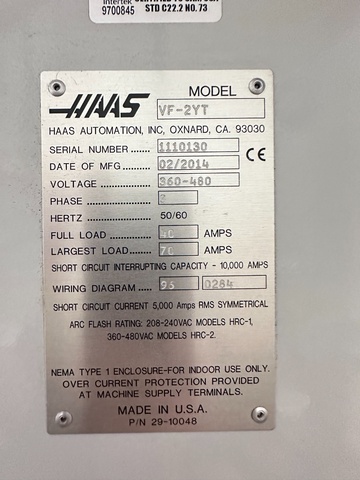 Intertek
9700845
STD C22.2 NO. 73
HAAS
MODEL
VF-2YT
HAAS AUTOMATION, INC, OXNARD, CA. 93030
SERIAL NUMBER ..... 1110130
DATE OF MFG ........... 02/2014
VOLTAGE ................... 360-480
CE
PHASE .......................
HERTZ 50/60
FULL LOAD ............... 40 AMPS
LARGEST LOAD....... 70 AMPS
SHORT CIRCUIT INTERRUPTING CAPACITY - 10,000 AMPS
WIRING DIAGRAM ..... 96 0284
SHORT CIRCUIT CURRENT 5,000 Amps RMS SYMMETRICAL
ARC FLASH RATING: 208-240VAC MODELS HRC-1,
360-480VAC MODELS HRC-2.
NEMA TYPE 1 ENCLOSURE-FOR INDOOR USE ONLY.
OVER CURRENT PROTECTION PROVIDED
AT MACHINE SUPPLY TERMINALS.
MADE IN U.S.A.
P/N 29-10048